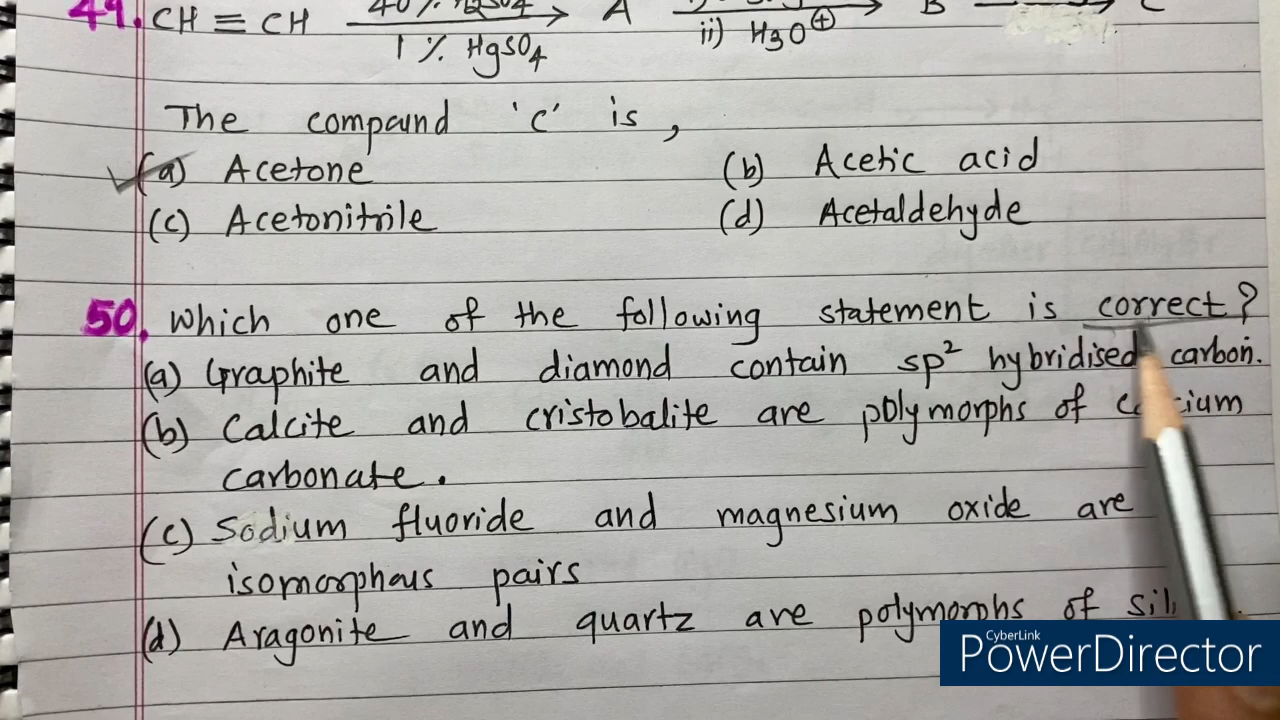 49. CH ≡ CH 40% H2SO4 A B C
1 % HgSO4 ii) H3O⊕
The compound 'c' is ,
(a) Acetone (b) Acetic acid
(c) Acetonitrile (d) Acetaldehyde
50. Which one of the following statement is correct?
(a) Graphite and diamond contain sp² hybridised carbon.
(b) Calcite and cristobalite are polymorphs of calcium
carbonate.
(c) Sodium fluoride and magnesium oxide are
isomorphous pairs
(d) Aragonite and quartz are polymorphs of
CyberLink
PowerDirector